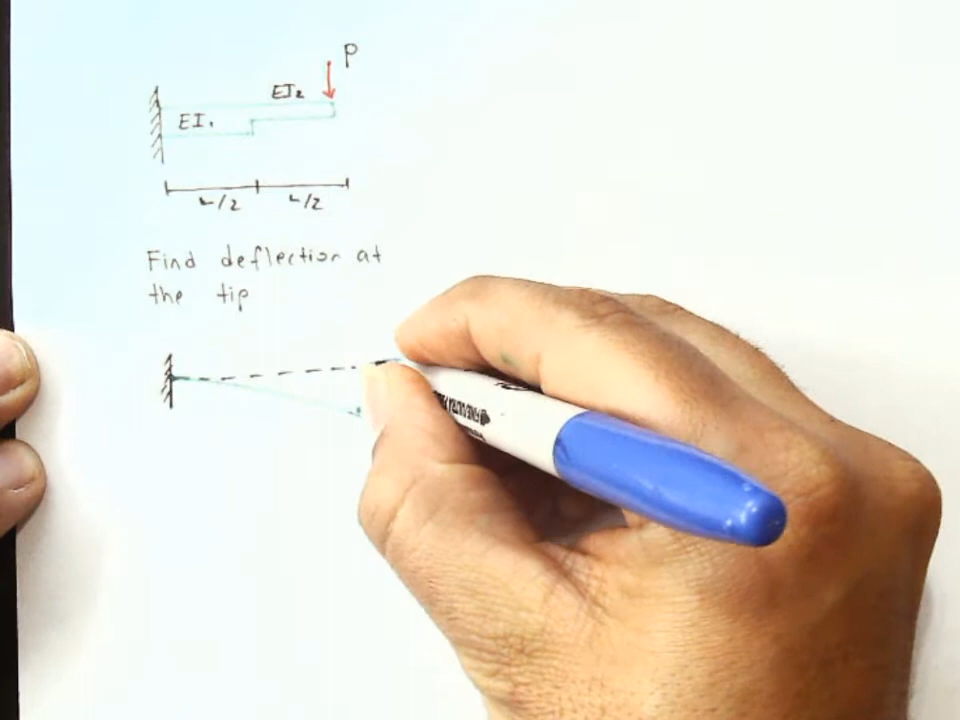 P
EI₂
EI₁
L/2 L/2
Find deflection at
the tip